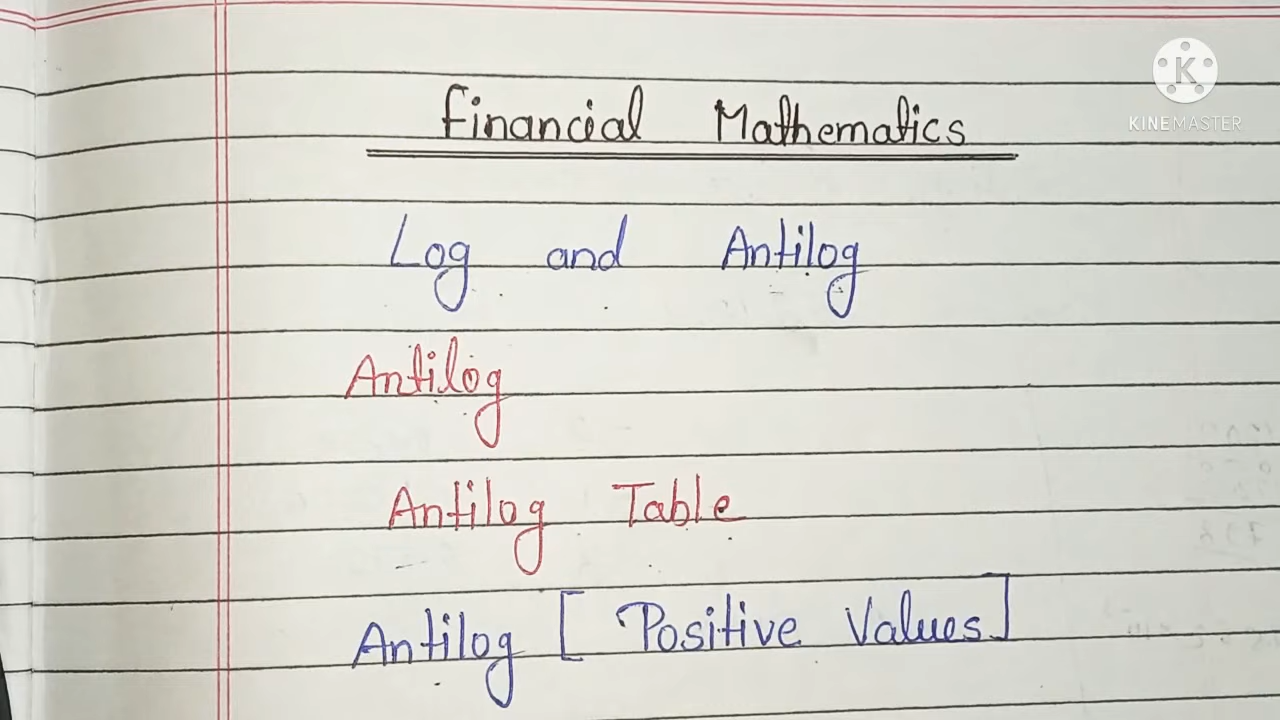 Financial Mathematics
Log and Antilog
Antilog
Antilog Table
Antilog [ Positive Values ]
K
KINEMASTER